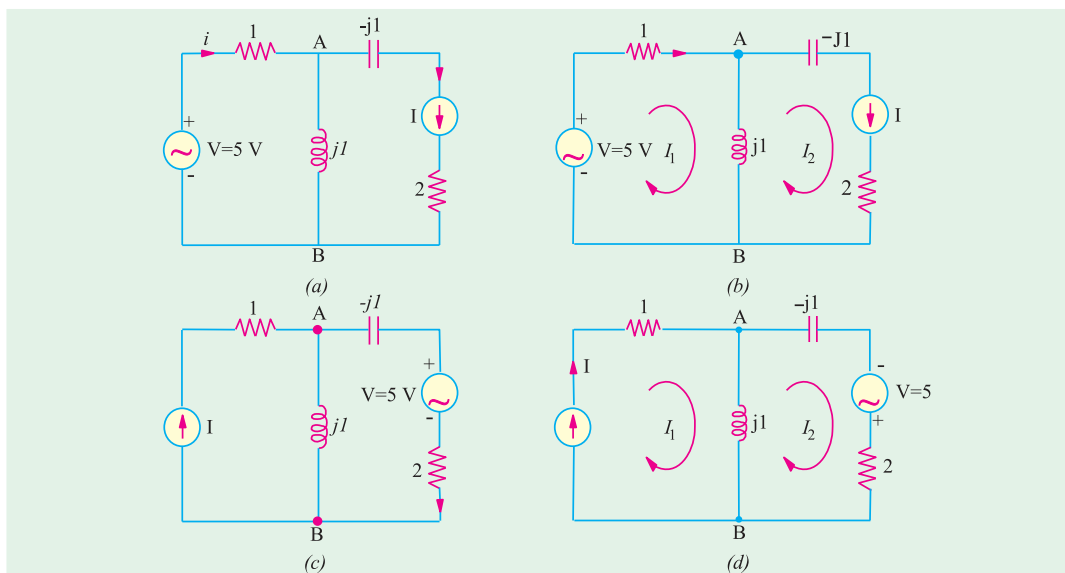 i
1
A
-j1
+
V=5 V
-
j1
I
2
B
(a)
1
A
–J1
+
V=5 V
-
I1
j1
I2
I
2
B
(b)
1
A
-j1
I
j1
+
V=5 V
-
2
B
(c)
1
A
–j1
I
I1
j1
I2
-
V=5
+
2
B
(d)